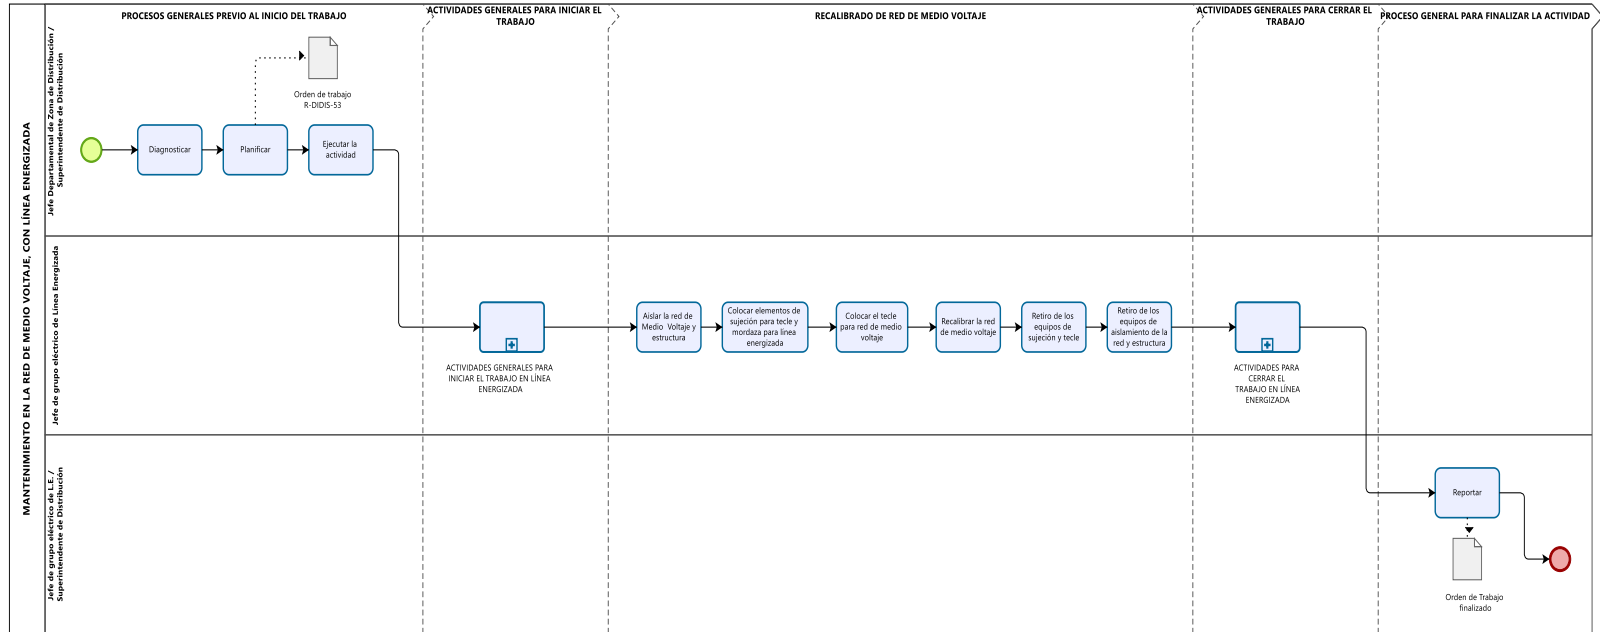 PROCESOS GENERALES PREVIO AL INICIO DEL TRABAJO
ACTIVIDADES GENERALES PARA INICIAR EL
TRABAJO
RECALIBRADO DE RED DE MEDIO VOLTAJE
ACTIVIDADES GENERALES PARA CERRAR EL
TRABAJO
PROCESO GENERAL PARA FINALIZAR LA ACTIVIDAD
MANTENIMIENTO EN LA RED DE MEDIO VOLTAJE, CON LÍNEA ENERGIZADA
Jefe Departamental de Zona de Distribución /
Superintendente de Distribución
Orden de trabajo
R-DIDIS-53
Diagnosticar
Planificar
Ejecutar la
actividad
Jefe de grupo eléctrico de Línea Energizada
ACTIVIDADES GENERALES PARA
INICIAR EL TRABAJO EN LÍNEA
ENERGIZADA
Aislar la red de
Medio Voltaje y
estructura
Colocar elementos de
sujeción para tecle y
mordaza para línea
energizada
Colocar el tecle
para red de medio
voltaje
Recalibrar la red
de medio voltaje
Retiro de los
equipos de
sujeción y tecle
Retiro de los
equipos de
aislamiento de la
red y estructura
ACTIVIDADES PARA
CERRAR EL
TRABAJO EN LÍNEA
ENERGIZADA
Jefe de grupo eléctrico de L.E. /
Superintendente de Distribución
Reportar
Orden de Trabajo
finalizado